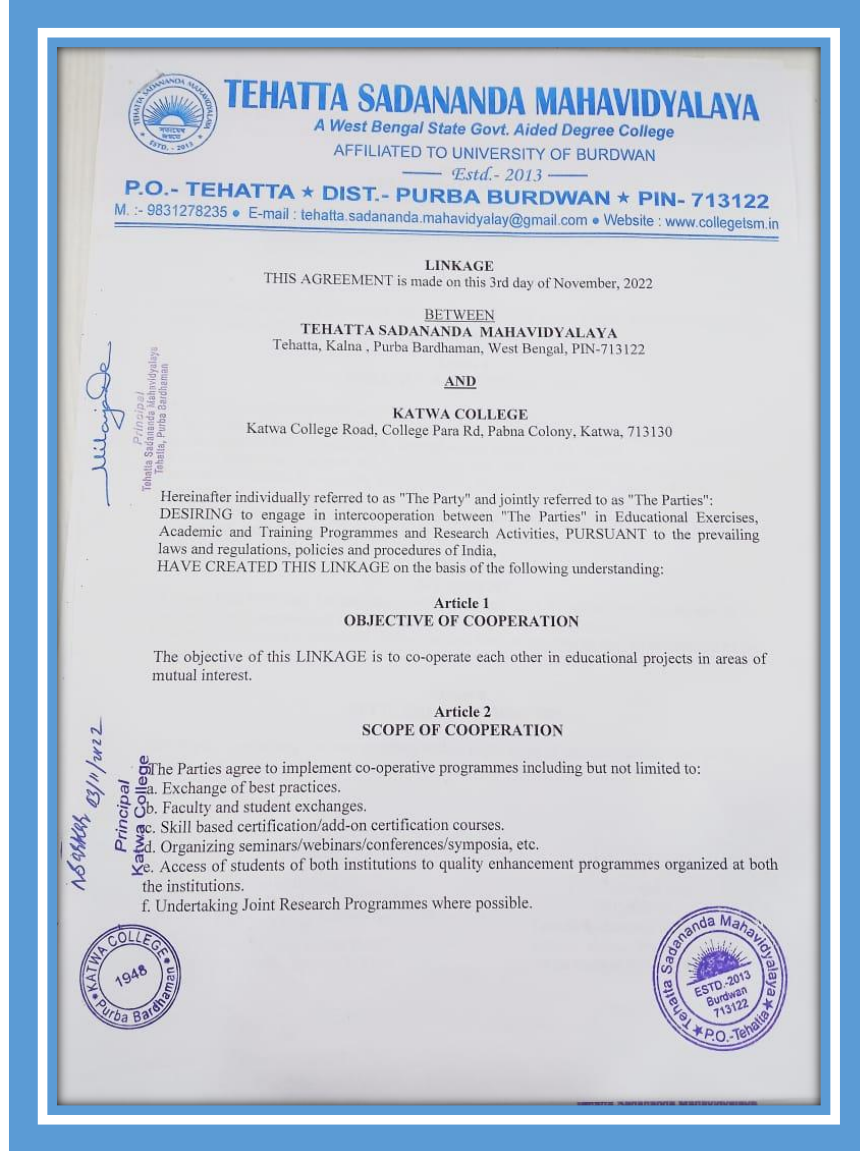 TEHATTA SADANANDA MAHAVIDYALAYA
A West Bengal State Govt. Aided Degree College
AFFILIATED TO UNIVERSITY OF BURDWAN
Estd.- 2013
P.O.- TEHATTA ★ DIST.- PURBA BURDWAN ★ PIN- 713122
M. :- 9831278235 ● E-mail : tehatta.sadananda.mahavidyalay@gmail.com ● Website : www.collegetsm.in
TEHATTA SADANANDA MAHAVIDYALAYA
ESTD. - 2013
LINKAGE
THIS AGREEMENT is made on this 3rd day of November, 2022
BETWEEN
TEHATTA SADANANDA MAHAVIDYALAYA
Tehatta, Kalna , Purba Bardhaman, West Bengal, PIN-713122
AND
KATWA COLLEGE
Katwa College Road, College Para Rd, Pabna Colony, Katwa, 713130
Principal
Tehatta Sadananda Mahavidyalaya
Tehatta, Purba Bardhaman
Hereinafter individually referred to as "The Party" and jointly referred to as "The Parties":
DESIRING to engage in intercooperation between "The Parties" in Educational Exercises,
Academic and Training Programmes and Research Activities, PURSUANT to the prevailing
laws and regulations, policies and procedures of India,
HAVE CREATED THIS LINKAGE on the basis of the following understanding:
Article 1
OBJECTIVE OF COOPERATION
The objective of this LINKAGE is to co-operate each other in educational projects in areas of
mutual interest.
Article 2
SCOPE OF COOPERATION
The Parties agree to implement co-operative programmes including but not limited to:
a. Exchange of best practices.
b. Faculty and student exchanges.
c. Skill based certification/add-on certification courses.
d. Organizing seminars/webinars/conferences/symposia, etc.
e. Access of students of both institutions to quality enhancement programmes organized at both
the institutions.
f. Undertaking Joint Research Programmes where possible.
03/11/2022
Principal
Katwa College
KATWA COLLEGE
1948
Purba Bardhaman
Tehatta Sadananda Mahavidyalaya
ESTD.-2013
Burdwan
713122
P.O.-Tehatta